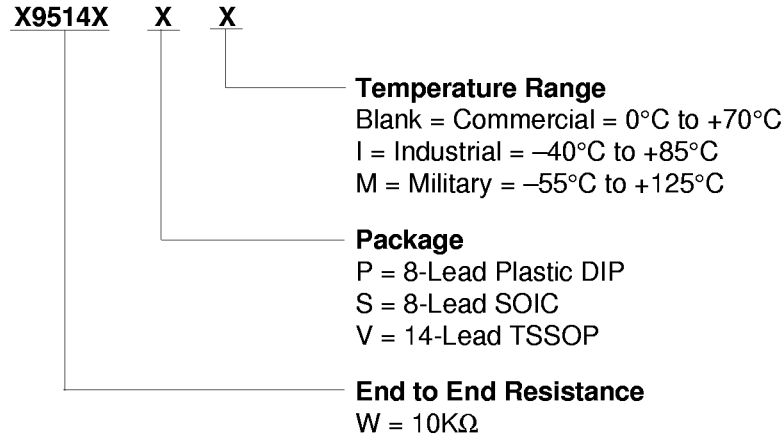 X9514X X X
Temperature Range
Blank = Commercial = 0°C to +70°C
I = Industrial = –40°C to +85°C
M = Military = –55°C to +125°C
Package
P = 8-Lead Plastic DIP
S = 8-Lead SOIC
V = 14-Lead TSSOP
End to End Resistance
W = 10KΩ